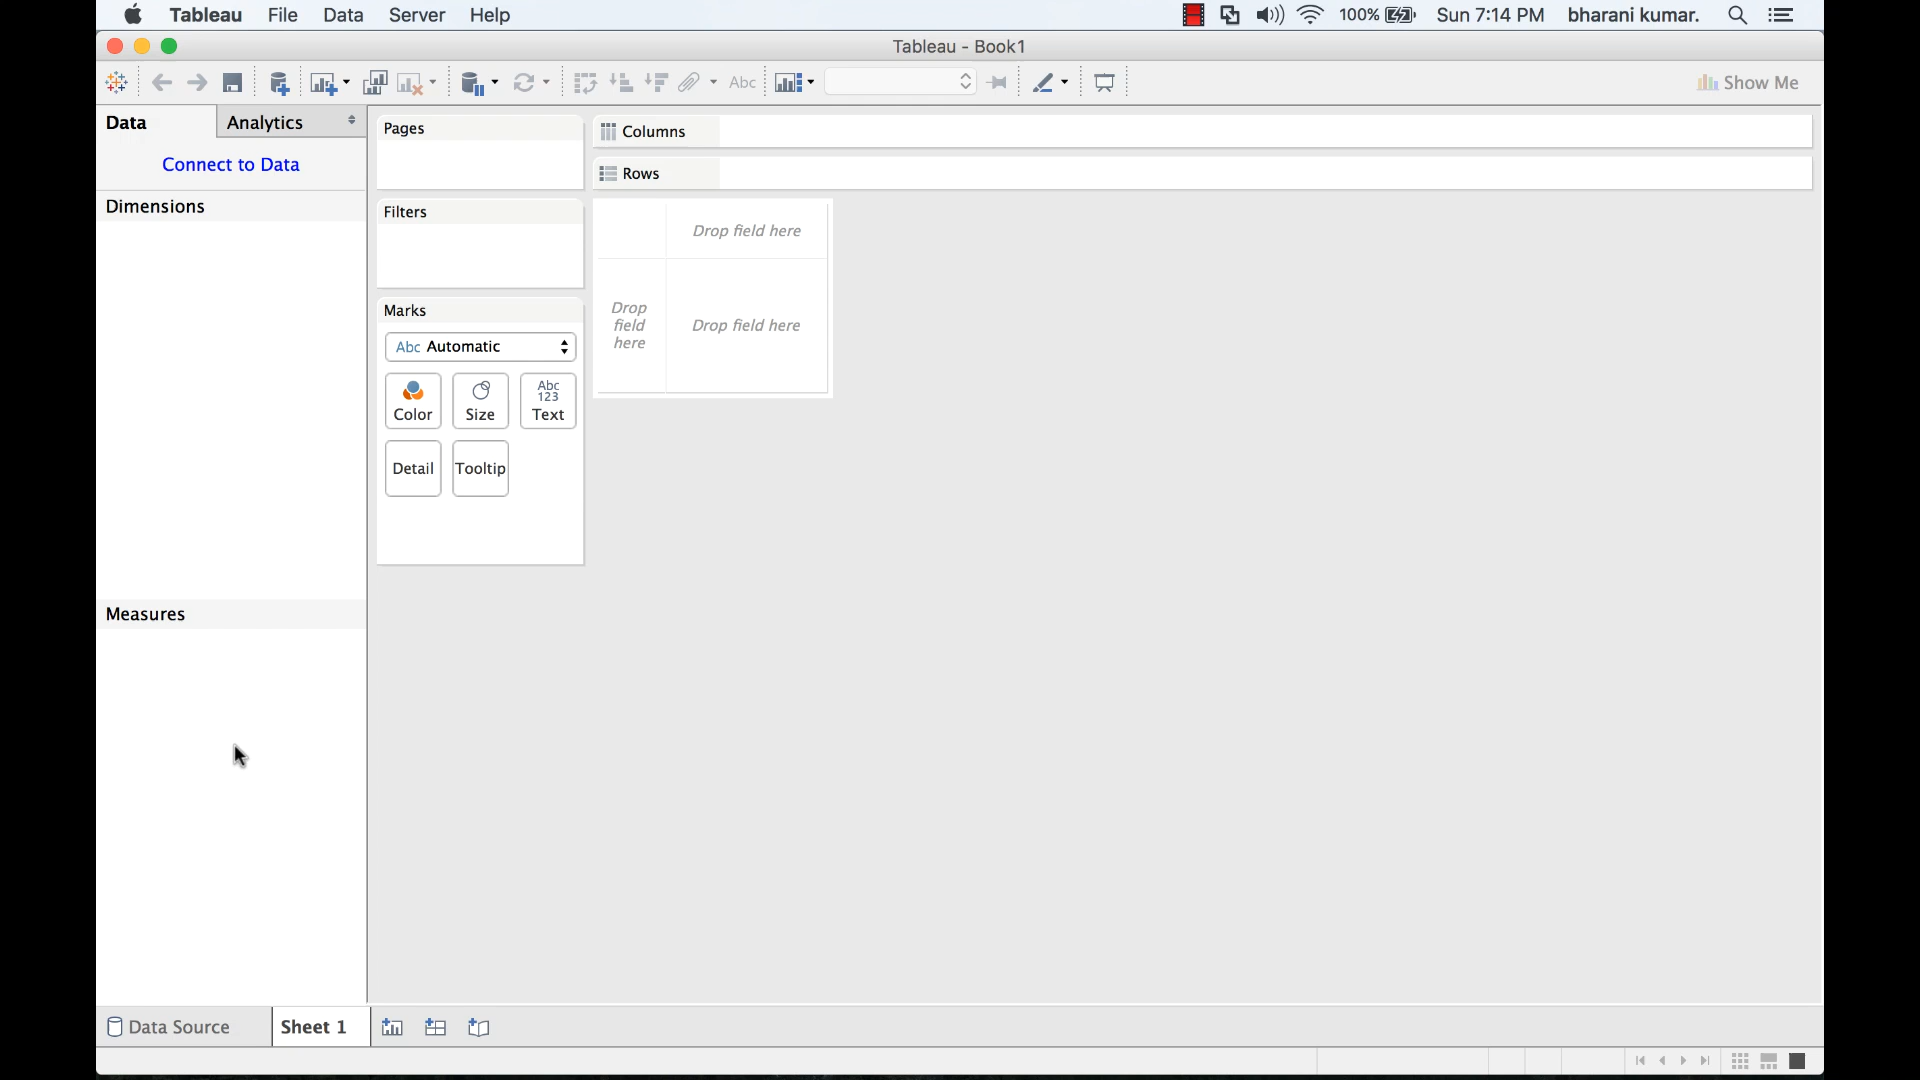 Tableau File Data Server Help
100% Sun 7:14 PM bharani kumar.
Tableau - Book1
Abc
Show Me
Data
Analytics
Connect to Data
Dimensions
Measures
Pages
Filters
Marks
Abc Automatic
Color
Size
Abc
123
Text
Detail
Tooltip
Columns
Rows
Drop field here
Drop
field
here
Drop field here
Data Source
Sheet 1